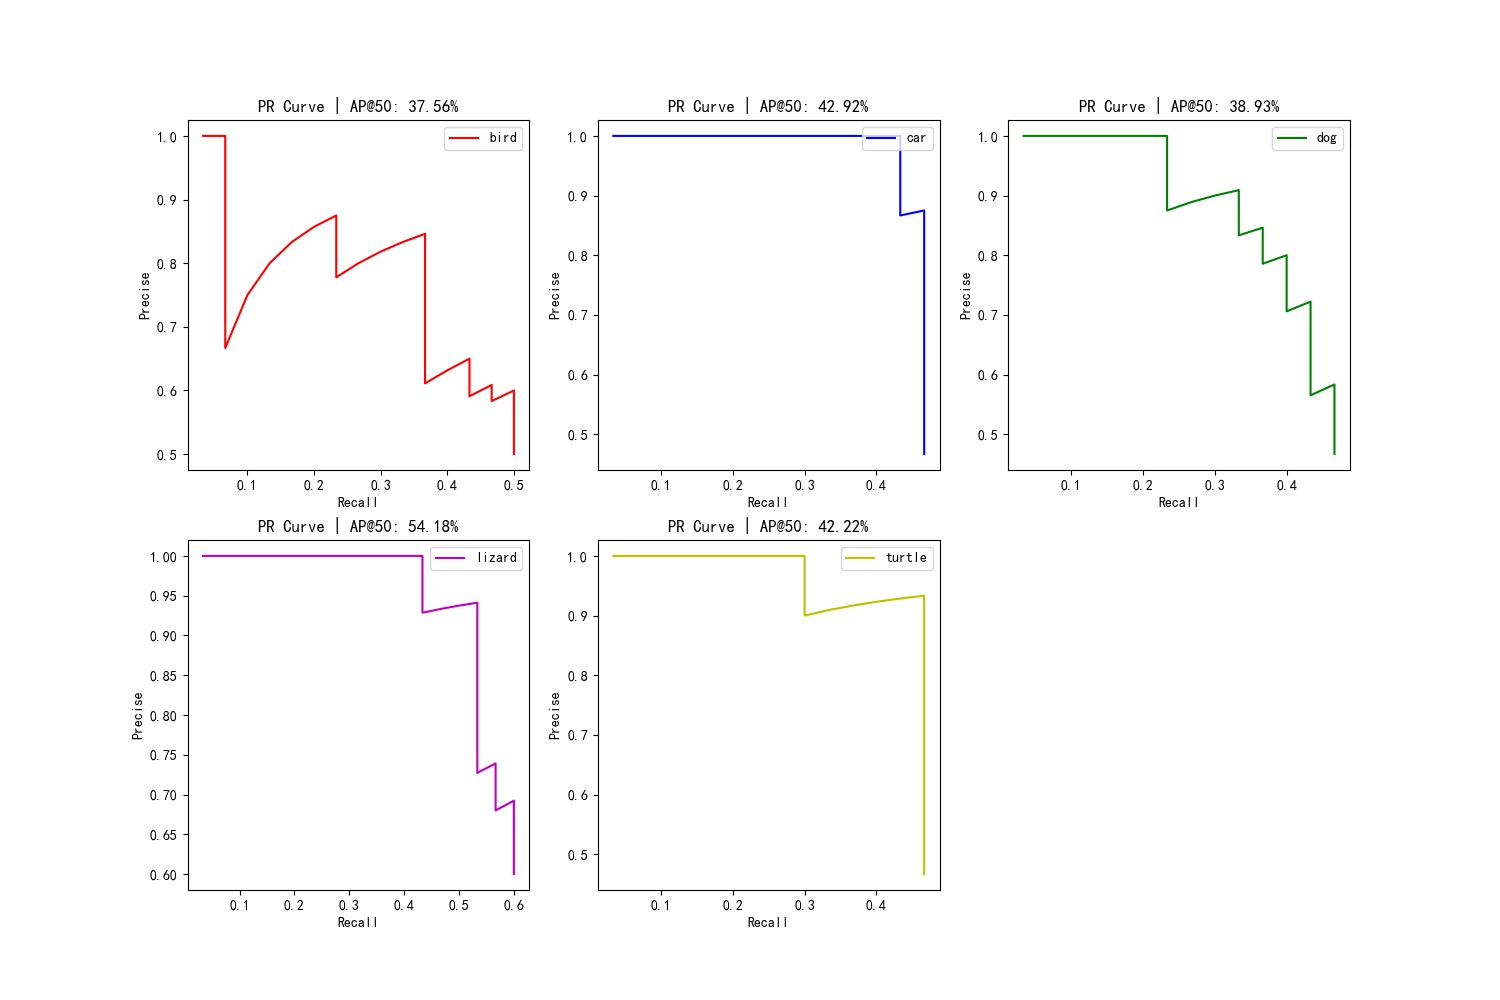 PR Curve | AP@50: 37.56%
bird
1.0
0.9
0.8
0.7
0.6
0.5
Precise
0.1 0.2 0.3 0.4 0.5
Recall
PR Curve | AP@50: 42.92%
car
1.0
0.9
0.8
0.7
0.6
0.5
Precise
0.1 0.2 0.3 0.4
Recall
PR Curve | AP@50: 38.93%
dog
1.0
0.9
0.8
0.7
0.6
0.5
Precise
0.1 0.2 0.3 0.4
Recall
PR Curve | AP@50: 54.18%
lizard
1.00
0.95
0.90
0.85
0.80
0.75
0.70
0.65
0.60
Precise
0.1 0.2 0.3 0.4 0.5 0.6
Recall
PR Curve | AP@50: 42.22%
turtle
1.0
0.9
0.8
0.7
0.6
0.5
Precise
0.1 0.2 0.3 0.4
Recall